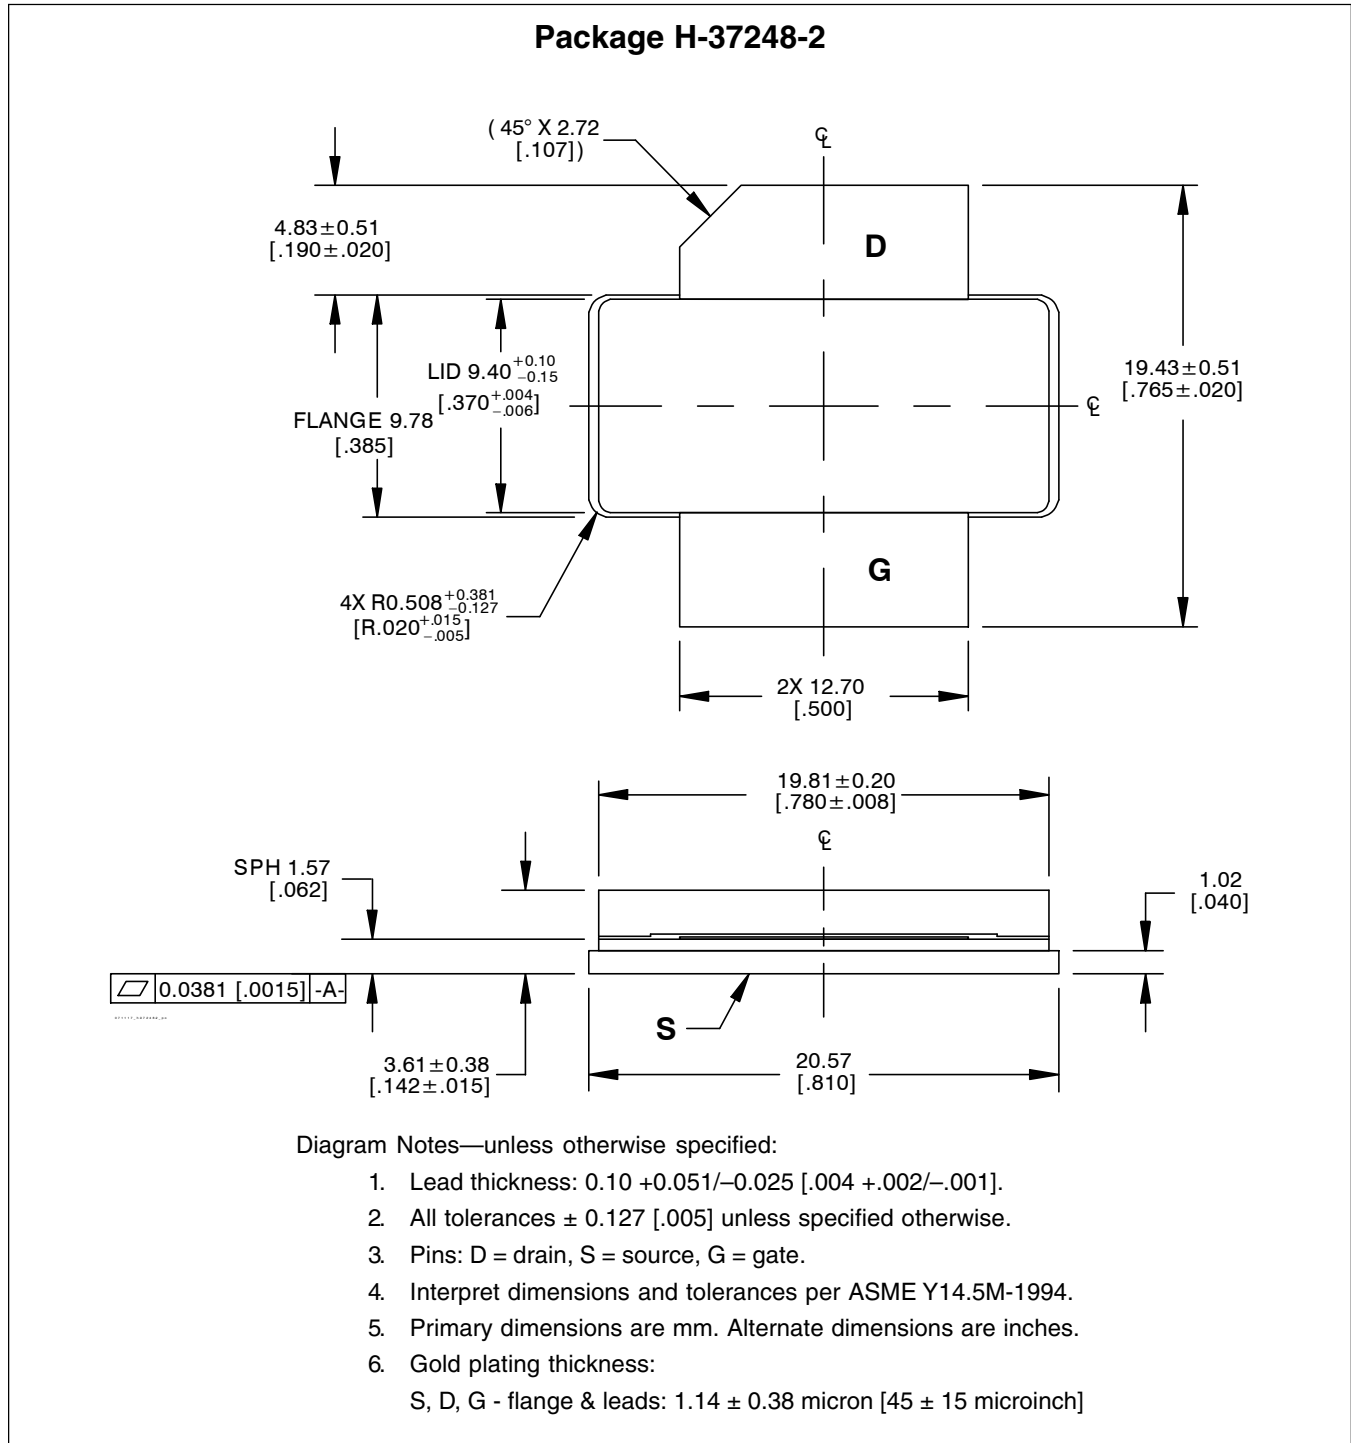 Package H-37248-2
( 45° X 2.72
[.107])
CL
4.83±0.51
[.190±.020]
D
LID 9.40 +0.10 −0.15
[.370 +.004 −.006]
FLANGE 9.78
[.385]
CL
19.43±0.51
[.765±.020]
G
4X R0.508 +0.381 −0.127
[R.020 +.015 −.005]
2X 12.70
[.500]
19.81±0.20
[.780±.008]
CL
SPH 1.57
[.062]
1.02
[.040]
0.0381 [.0015] -A-
S
3.61±0.38
[.142±.015]
20.57
[.810]
Diagram Notes—unless otherwise specified:
1. Lead thickness: 0.10 +0.051/–0.025 [.004 +.002/–.001].
2. All tolerances ± 0.127 [.005] unless specified otherwise.
3. Pins: D = drain, S = source, G = gate.
4. Interpret dimensions and tolerances per ASME Y14.5M-1994.
5. Primary dimensions are mm. Alternate dimensions are inches.
6. Gold plating thickness:
S, D, G - flange & leads: 1.14 ± 0.38 micron [45 ± 15 microinch]